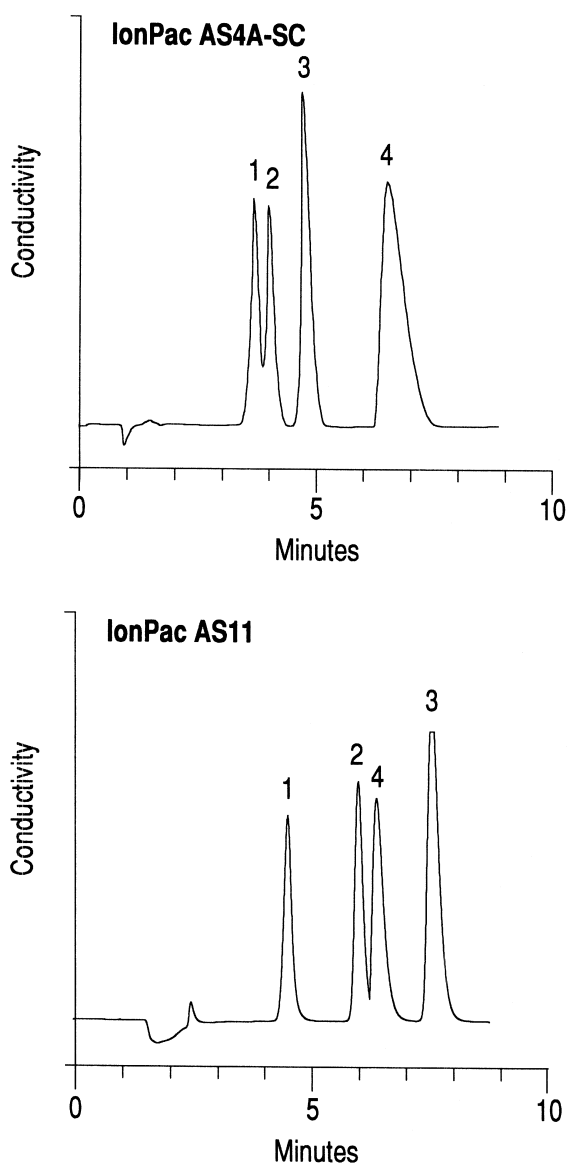 IonPac AS4A-SC
3
4
1 2
Conductivity
0 5 10
Minutes
IonPac AS11
3
2
4
1
Conductivity
0 5 10
Minutes